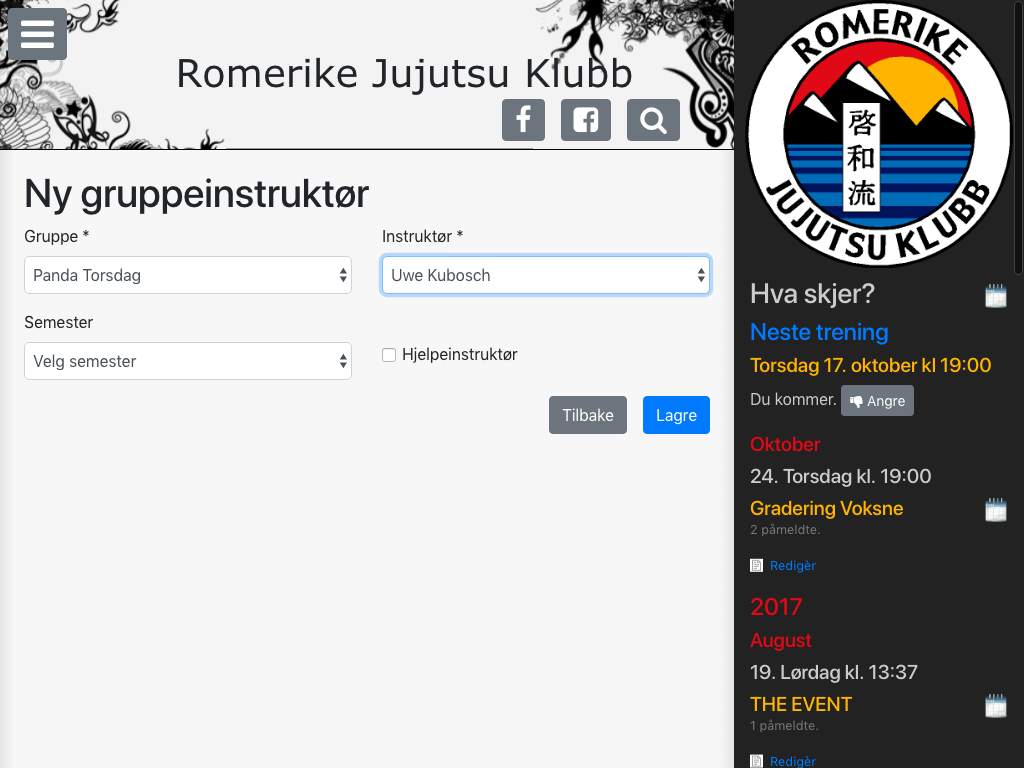 Romerike Jujutsu Klubb
Ny gruppeinstruktør
Gruppe *
Instruktør *
Panda Torsdag
Uwe Kubosch
Semester
Velg semester
Hjelpeinstruktør
Tilbake
Lagre
ROMERIKE
啓和流
JUJUTSU KLUBB
Hva skjer?
Neste trening
Torsdag 17. oktober kl 19:00
Du kommer.
Angre
Oktober
24. Torsdag kl. 19:00
Gradering Voksne
2 påmeldte.
Redigèr
2017
August
19. Lørdag kl. 13:37
THE EVENT
1 påmeldte.
Redigèr